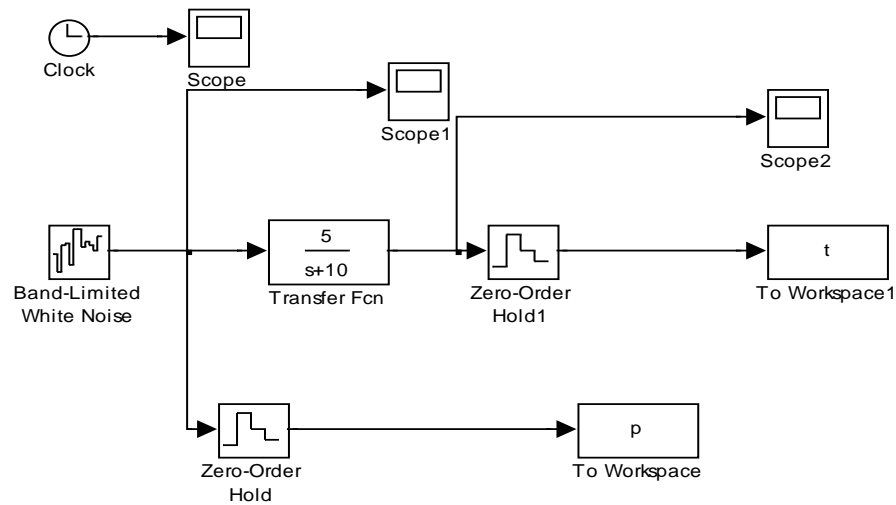 Clock
Scope
Scope1
Scope2
5
s+10
t
Band-Limited
White Noise
Transfer Fcn
Zero-Order
Hold1
To Workspace1
p
Zero-Order
Hold
To Workspace